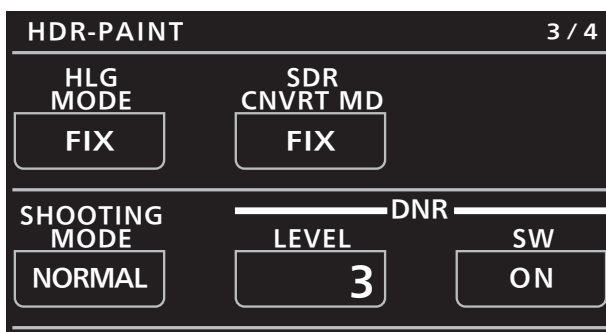 HDR-PAINT 3/4
HLG SDR
MODE CNVRT MD
FIX FIX
SHOOTING DNR
MODE LEVEL SW
NORMAL 3 ON